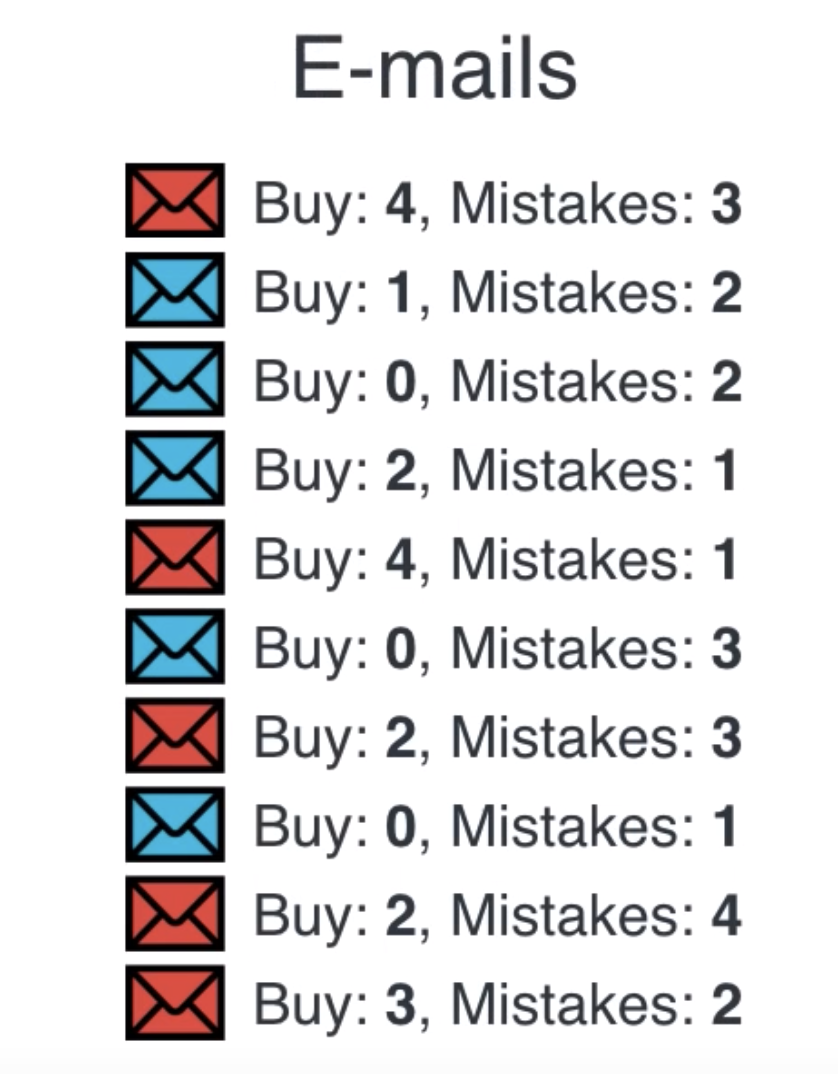 E-mails
Buy: 4, Mistakes: 3
Buy: 1, Mistakes: 2
Buy: 0, Mistakes: 2
Buy: 2, Mistakes: 1
Buy: 4, Mistakes: 1
Buy: 0, Mistakes: 3
Buy: 2, Mistakes: 3
Buy: 0, Mistakes: 1
Buy: 2, Mistakes: 4
Buy: 3, Mistakes: 2